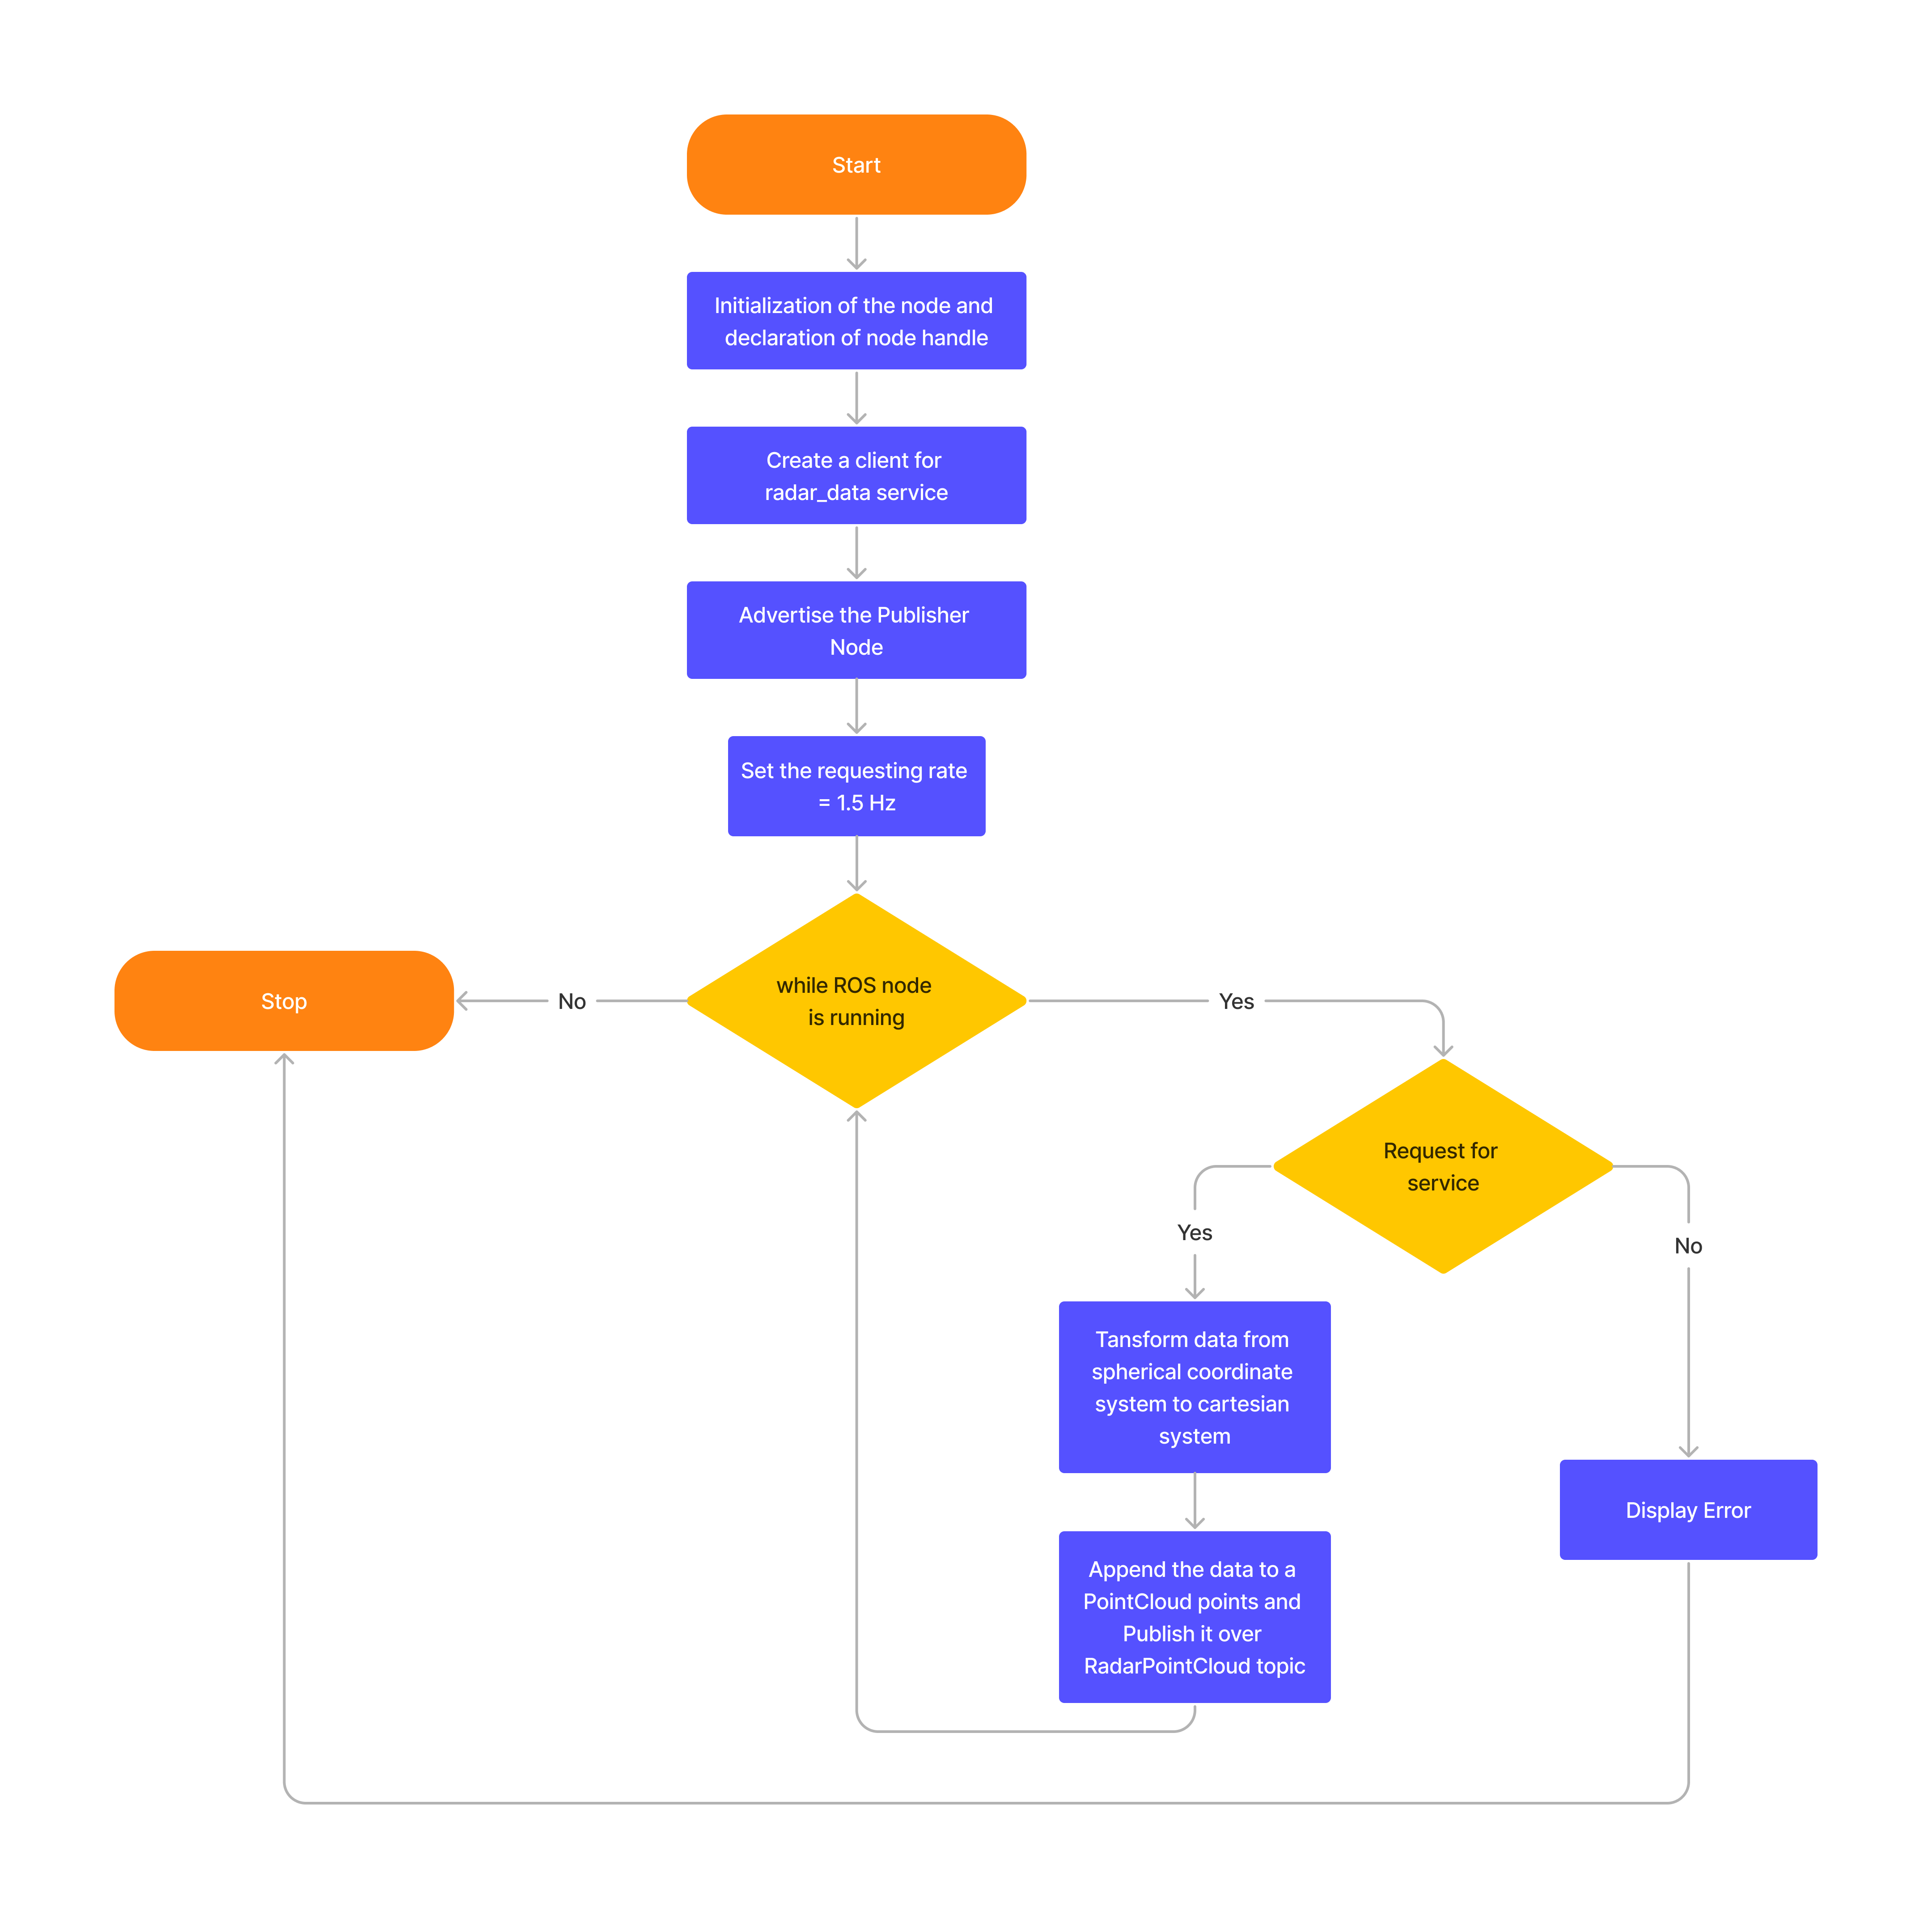 Start
Initialization of the node and
declaration of node handle
Create a client for
radar_data service
Advertise the Publisher
Node
Set the requesting rate
= 1.5 Hz
while ROS node
is running
No
Stop
Yes
Request for
service
Yes
No
Tansform data from
spherical coordinate
system to cartesian
system
Display Error
Append the data to a
PointCloud points and
Publish it over
RadarPointCloud topic